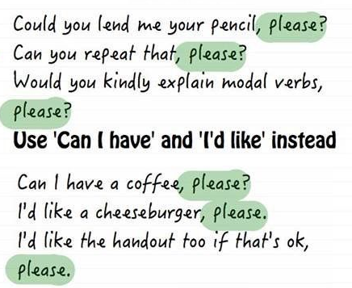 Could you lend me your pencil, please?
Can you repeat that, please?
Would you kindly explain modal verbs,
please?
Use 'Can I have' and 'I'd like' instead
Can I have a coffee, please?
I'd like a cheeseburger, please.
I'd like the handout too if that's ok,
please.